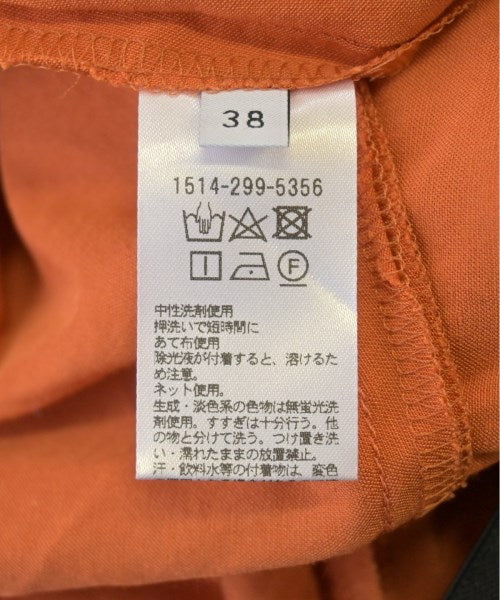 38
1514-299-5356
F
中性洗剤使用
押洗いで短時間に
あて布使用
除光液が付着すると、溶けるため注意。
ネット使用。
生成・淡色系の色物は無蛍光洗
剤使用。すすぎは十分行う。他
の物と分けて洗う。つけ置き洗
い・濡れたままの放置禁止。
汗・飲料水等の付着物は、変色